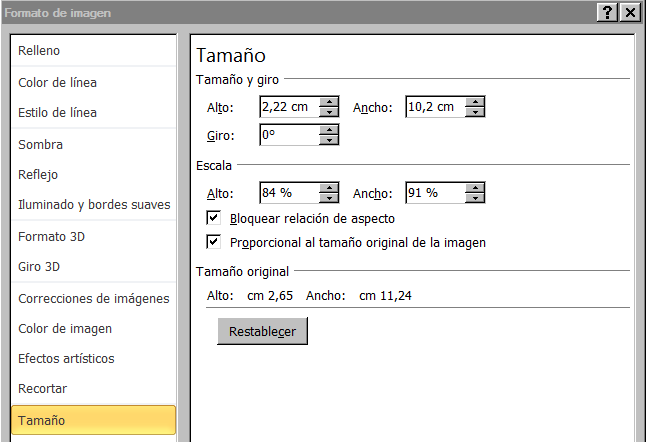 Formato de imagen
Relleno
Color de línea
Estilo de línea
Sombra
Reflejo
Iluminado y bordes suaves
Formato 3D
Giro 3D
Correcciones de imágenes
Color de imagen
Efectos artísticos
Recortar
Tamaño
Tamaño
Tamaño y giro
Alto: 2,22 cm Ancho: 10,2 cm
Giro: 0º
Escala
Alto: 84 % Ancho: 91 %
Bloquear relación de aspecto
Proporcional al tamaño original de la imagen
Tamaño original
Alto: cm 2,65 Ancho: cm 11,24
Restablecer